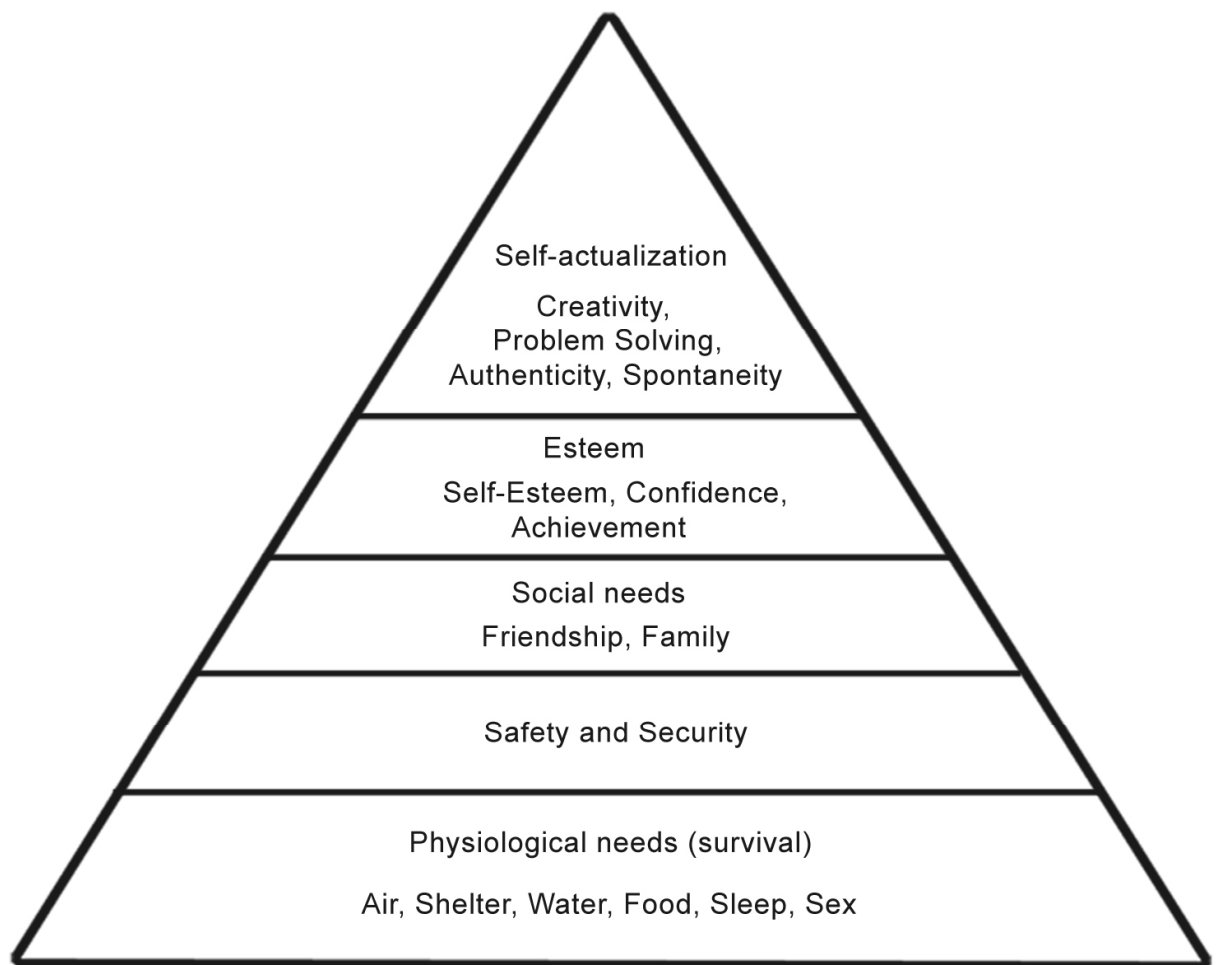 Self-actualization
Creativity,
Problem Solving,
Authenticity, Spontaneity
Esteem
Self-Esteem, Confidence,
Achievement
Social needs
Friendship, Family
Safety and Security
Physiological needs (survival)
Air, Shelter, Water, Food, Sleep, Sex